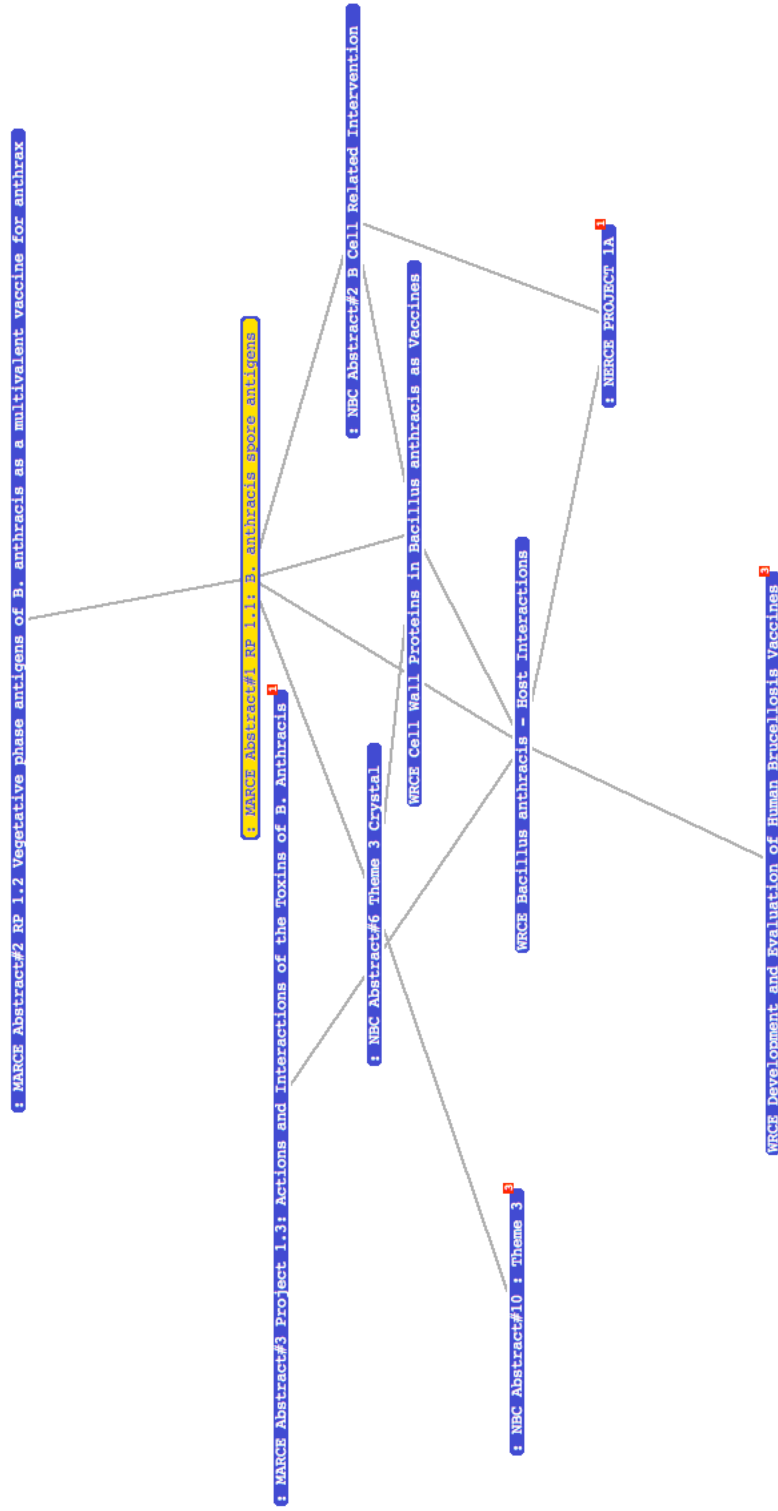 : MARCE Abstract#2 RP 1.2 Vegetative phase antigens of B. anthracis as a multivalent vaccine for anthrax
: MARCE Abstract#1 RP 1.1: B. anthracis spore antigens
1
: MARCE Abstract#3 Project 1.3: Actions and Interactions of the Toxins of B. Anthracis
: NBC Abstract#2 B Cell Related Intervention
: NBC Abstract#6 Theme 3 Crystal
WRCE Cell Wall Proteins in Bacillus anthracis as Vaccines
3
: NBC Abstract#10 : Theme 3
WRCE Bacillus anthracis - Host Interactions
1
: NERCE PROJECT 1A
3
WRCE Development and Evaluation of Human Brucellosis Vaccines